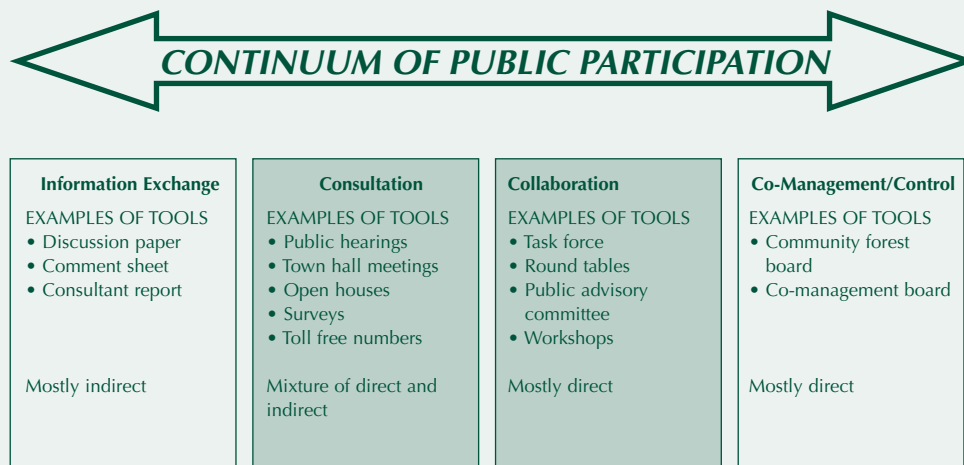 CONTINUUM OF PUBLIC PARTICIPATION
Information Exchange
EXAMPLES OF TOOLS
• Discussion paper
• Comment sheet
• Consultant report
Mostly indirect
Consultation
EXAMPLES OF TOOLS
• Public hearings
• Town hall meetings
• Open houses
• Surveys
• Toll free numbers
Mixture of direct and
indirect
Collaboration
EXAMPLES OF TOOLS
• Task force
• Round tables
• Public advisory
committee
• Workshops
Mostly direct
Co-Management/Control
EXAMPLES OF TOOLS
• Community forest
board
• Co-management board
Mostly direct